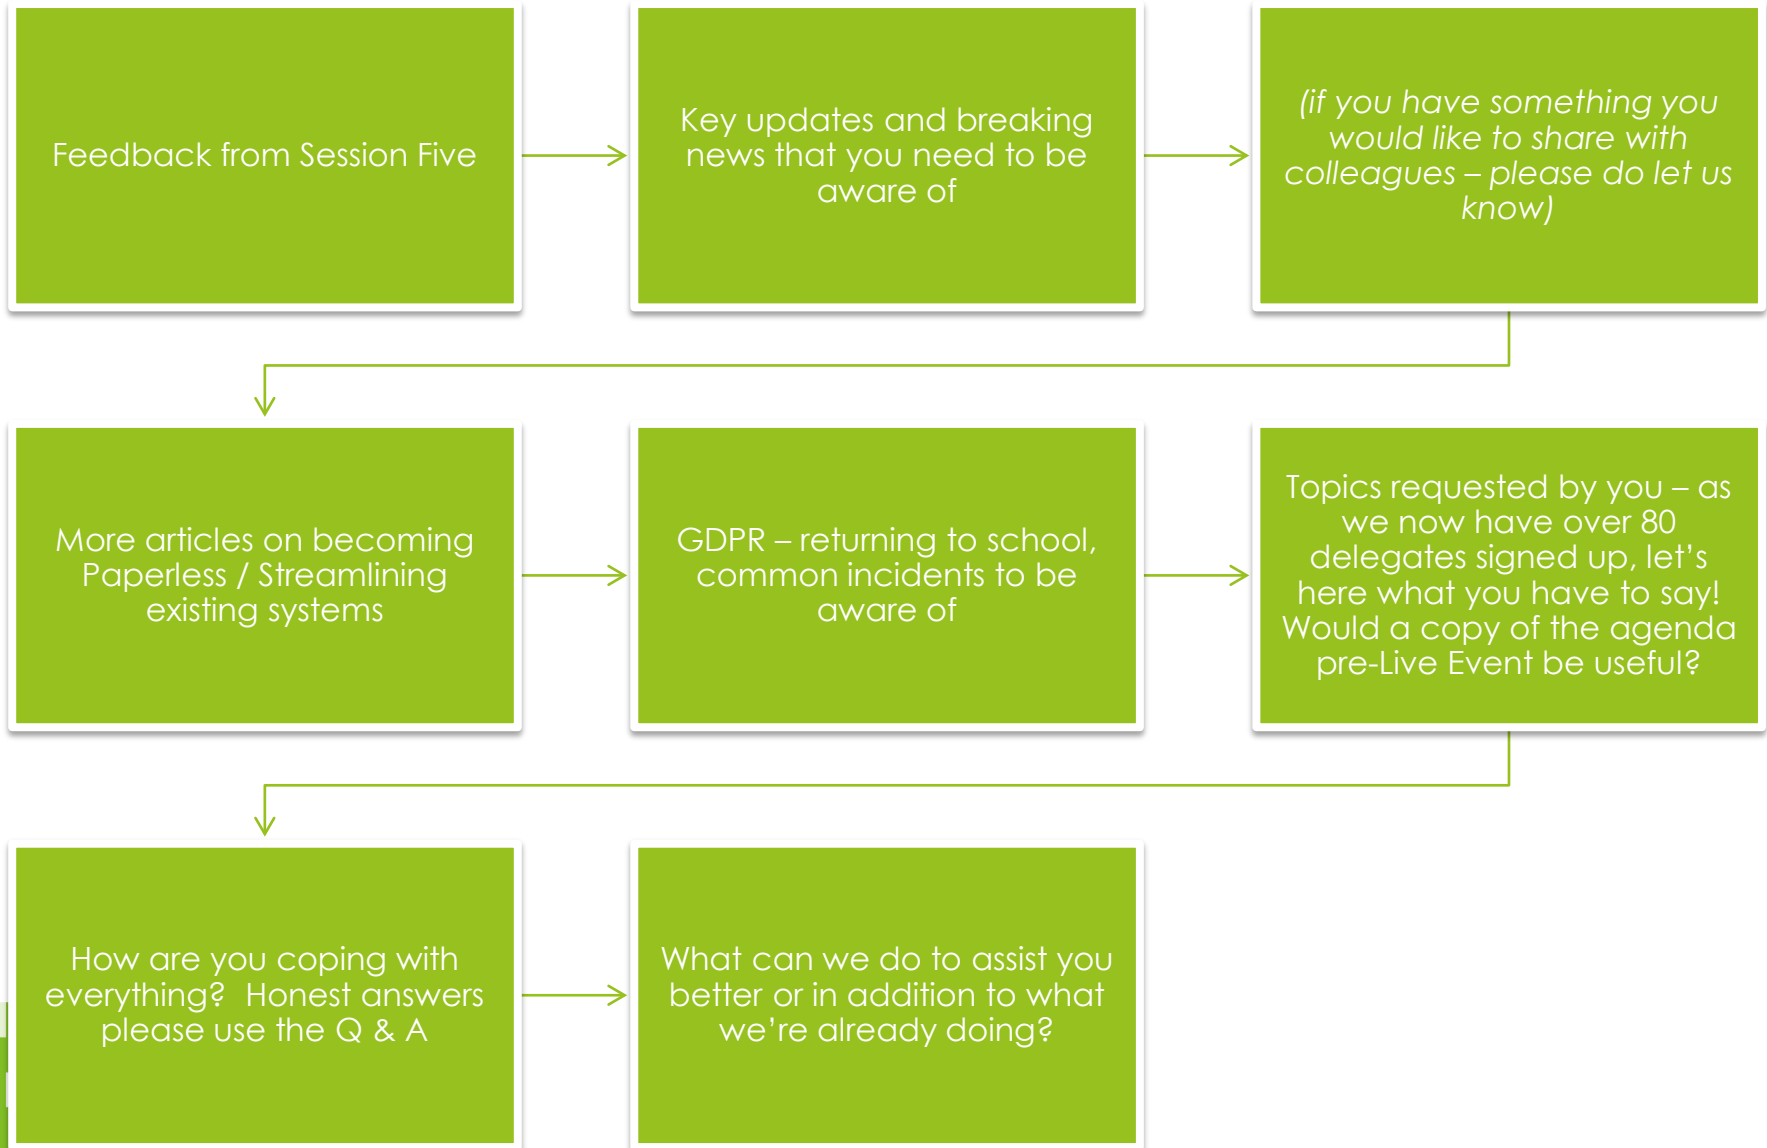 Feedback from Session Five
Key updates and breaking
news that you need to be
aware of
(if you have something you
would like to share with
colleagues – please do let us
know)
More articles on becoming
Paperless / Streamlining
existing systems
GDPR – returning to school,
common incidents to be
aware of
Topics requested by you – as
we now have over 80
delegates signed up, let’s
here what you have to say!
Would a copy of the agenda
pre-Live Event be useful?
How are you coping with
everything?  Honest answers
please use the Q & A
What can we do to assist you
better or in addition to what
we’re already doing?